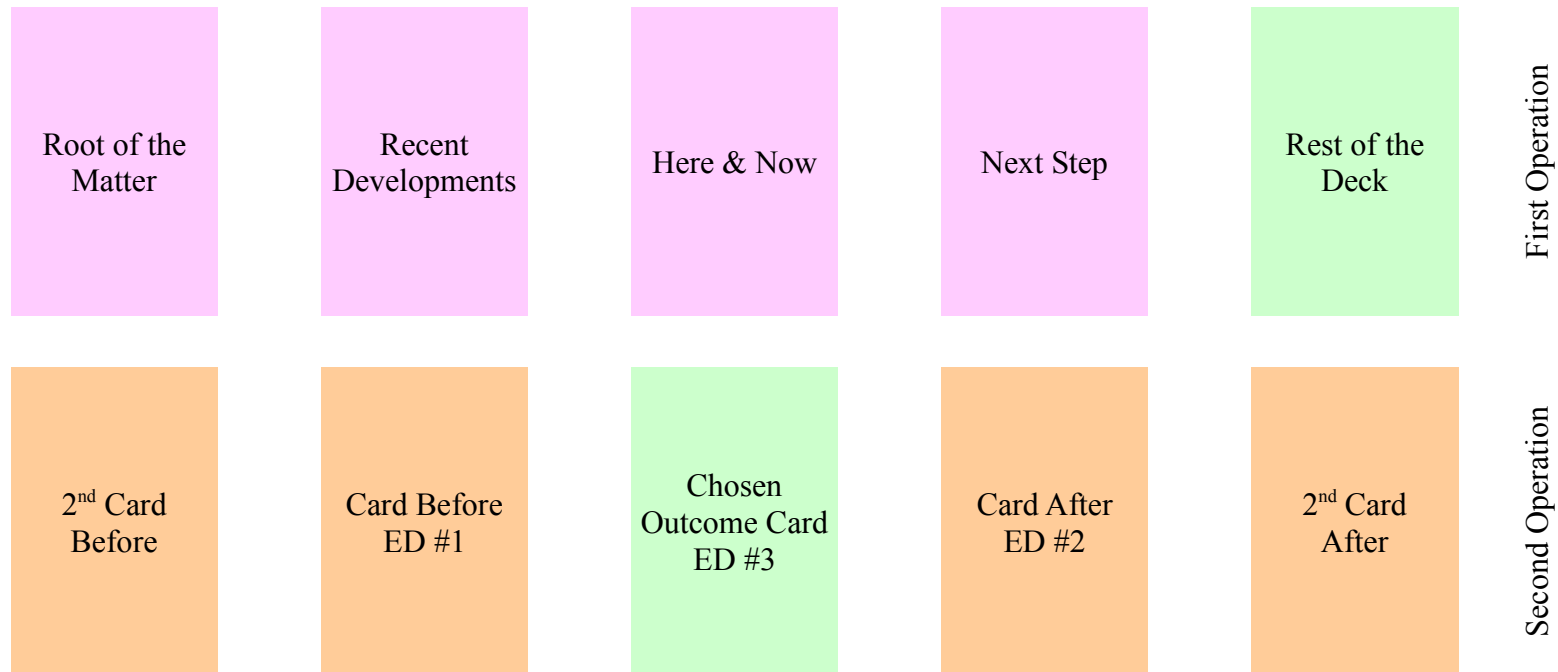 Root of the
Matter
Recent
Developments
Here & Now
Next Step
Rest of the
Deck
First Operation
2nd Card
Before
Card Before
ED #1
Chosen
Outcome Card
ED #3
Card After
ED #2
2nd Card
After
Second Operation